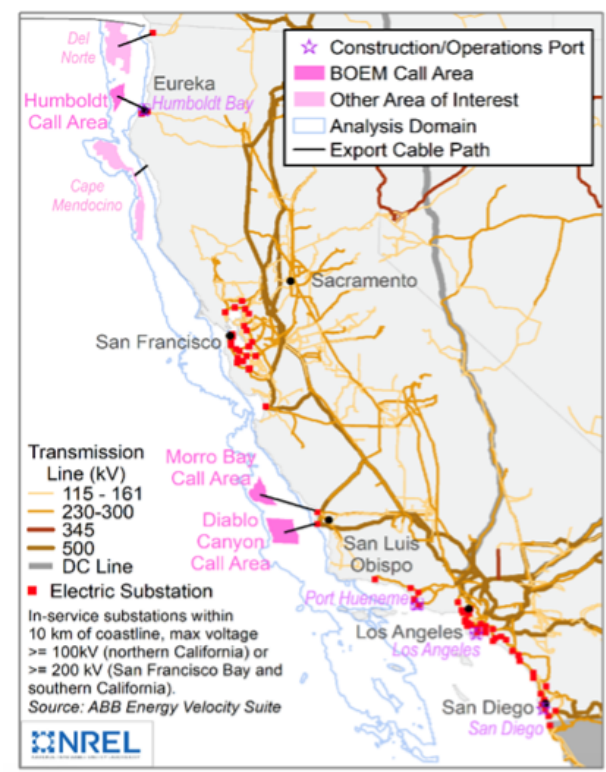 Del
Norte
Eureka
Humboldt Bay
Humboldt
Call Area
Cape
Mendocino
Construction/Operations Port
BOEM Call Area
Other Area of Interest
Analysis Domain
Export Cable Path
Sacramento
San Francisco
Morro Bay
Call Area
Diablo
Canyon
Call Area
San Luis
Obispo
Port Hueneme
Los Angeles
Los Angeles
San Diego
San Diego
Transmission
Line (kV)
115 - 161
230-300
345
500
DC Line
Electric Substation
In-service substations within
10 km of coastline, max voltage
>= 100kV (northern California) or
>= 200 kV (San Francisco Bay and
southern California).
Source: ABB Energy Velocity Suite
NREL